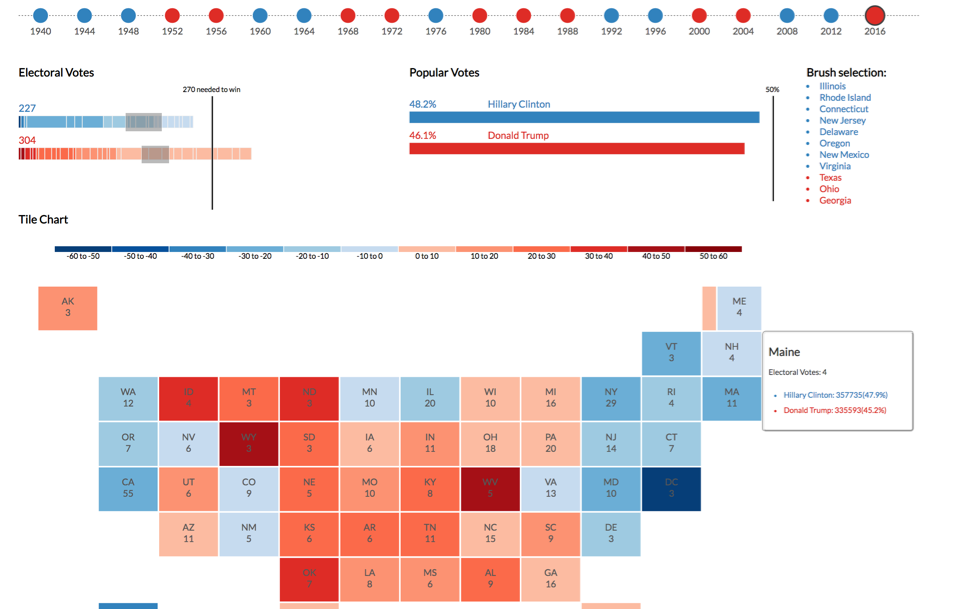 1940 1944 1948 1952 1956 1960 1964 1968 1972 1976 1980 1984 1988 1992 1996 2000 2004 2008 2012 2016
Electoral Votes
270 needed to win
227
304
Popular Votes
50%
48.2% Hillary Clinton
46.1% Donald Trump
Brush selection:
Illinois
Rhode Island
Connecticut
New Jersey
Delaware
Oregon
New Mexico
Virginia
Texas
Ohio
Georgia
Tile Chart
-60 to -50 -50 to -40 -40 to -30 -30 to -20 -20 to -10 -10 to 0 0 to 10 10 to 20 20 to 30 30 to 40 40 to 50 50 to 60
AK ME
3 4
VT NH
3 4
Maine
Electoral Votes: 4
Hillary Clinton: 357735(47.9%)
Donald Trump: 335593(45.2%)
WA ID MT ND MN IL WI MI NY RI MA
12 4 3 3 10 20 10 16 29 4 11
OR NV WY SD IA IN OH PA NJ CT
7 6 3 3 6 11 18 20 14 7
CA UT CO NE MO KY WV VA MD DC
55 6 9 5 10 8 5 13 10 3
AZ NM KS AR TN NC SC DE
11 5 6 6 11 15 9 3
OK LA MS AL GA
7 8 6 9 16